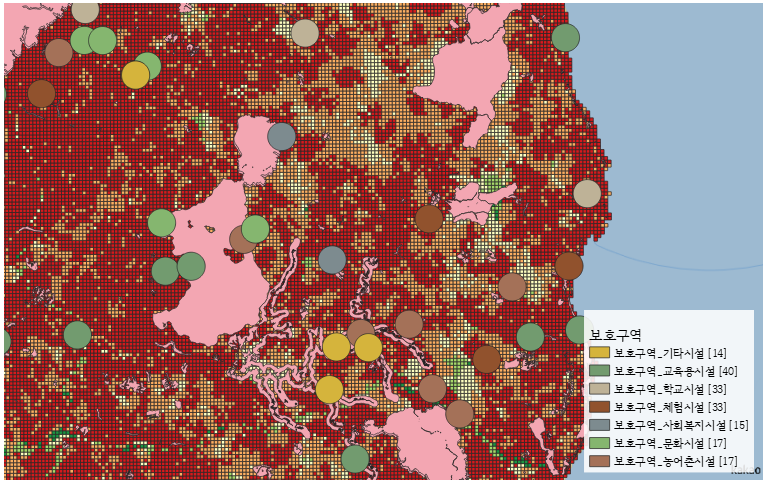 보호구역
보호구역_기타시설 [14]
보호구역_교육용시설 [40]
보호구역_학교시설 [33]
보호구역_체험시설 [33]
보호구역_사회복지시설 [15]
보호구역_문화시설 [17]
보호구역_농어촌시설 [17]
kakao